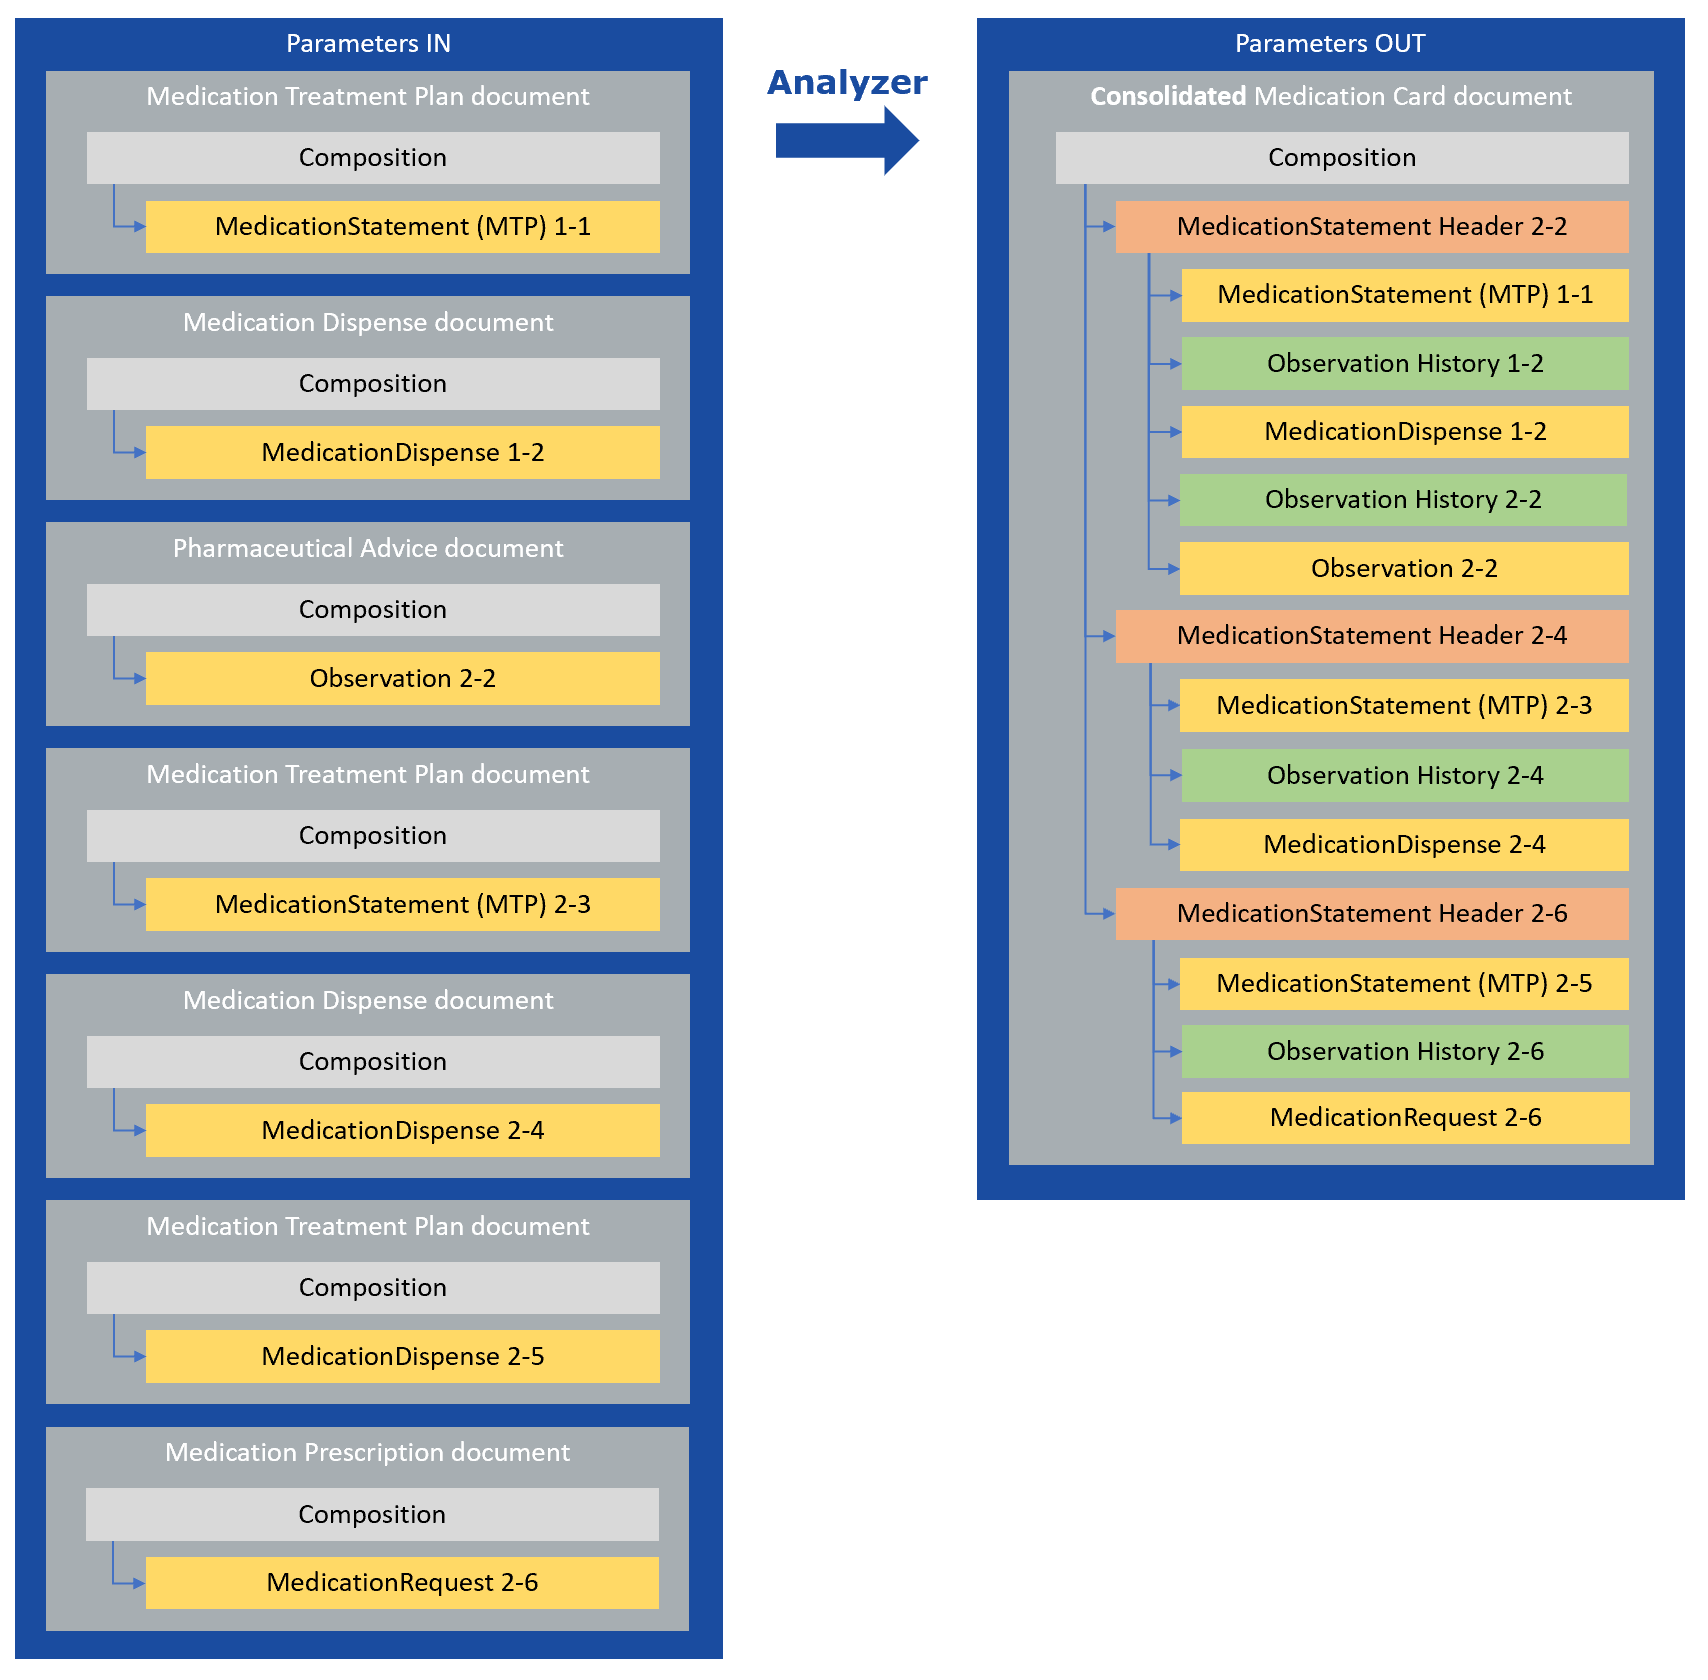 Parameters IN
Medication Treatment Plan document
Composition
MedicationStatement (MTP) 1-1
Medication Dispense document
Composition
MedicationDispense 1-2
Pharmaceutical Advice document
Composition
Observation 2-2
Medication Treatment Plan document
Composition
MedicationStatement (MTP) 2-3
Medication Dispense document
Composition
MedicationDispense 2-4
Medication Treatment Plan document
Composition
MedicationDispense 2-5
Medication Prescription document
Composition
MedicationRequest 2-6
Analyzer
Parameters OUT
Consolidated Medication Card document
Composition
MedicationStatement Header 2-2
MedicationStatement (MTP) 1-1
Observation History 1-2
MedicationDispense 1-2
Observation History 2-2
Observation 2-2
MedicationStatement Header 2-4
MedicationStatement (MTP) 2-3
Observation History 2-4
MedicationDispense 2-4
MedicationStatement Header 2-6
MedicationStatement (MTP) 2-5
Observation History 2-6
MedicationRequest 2-6